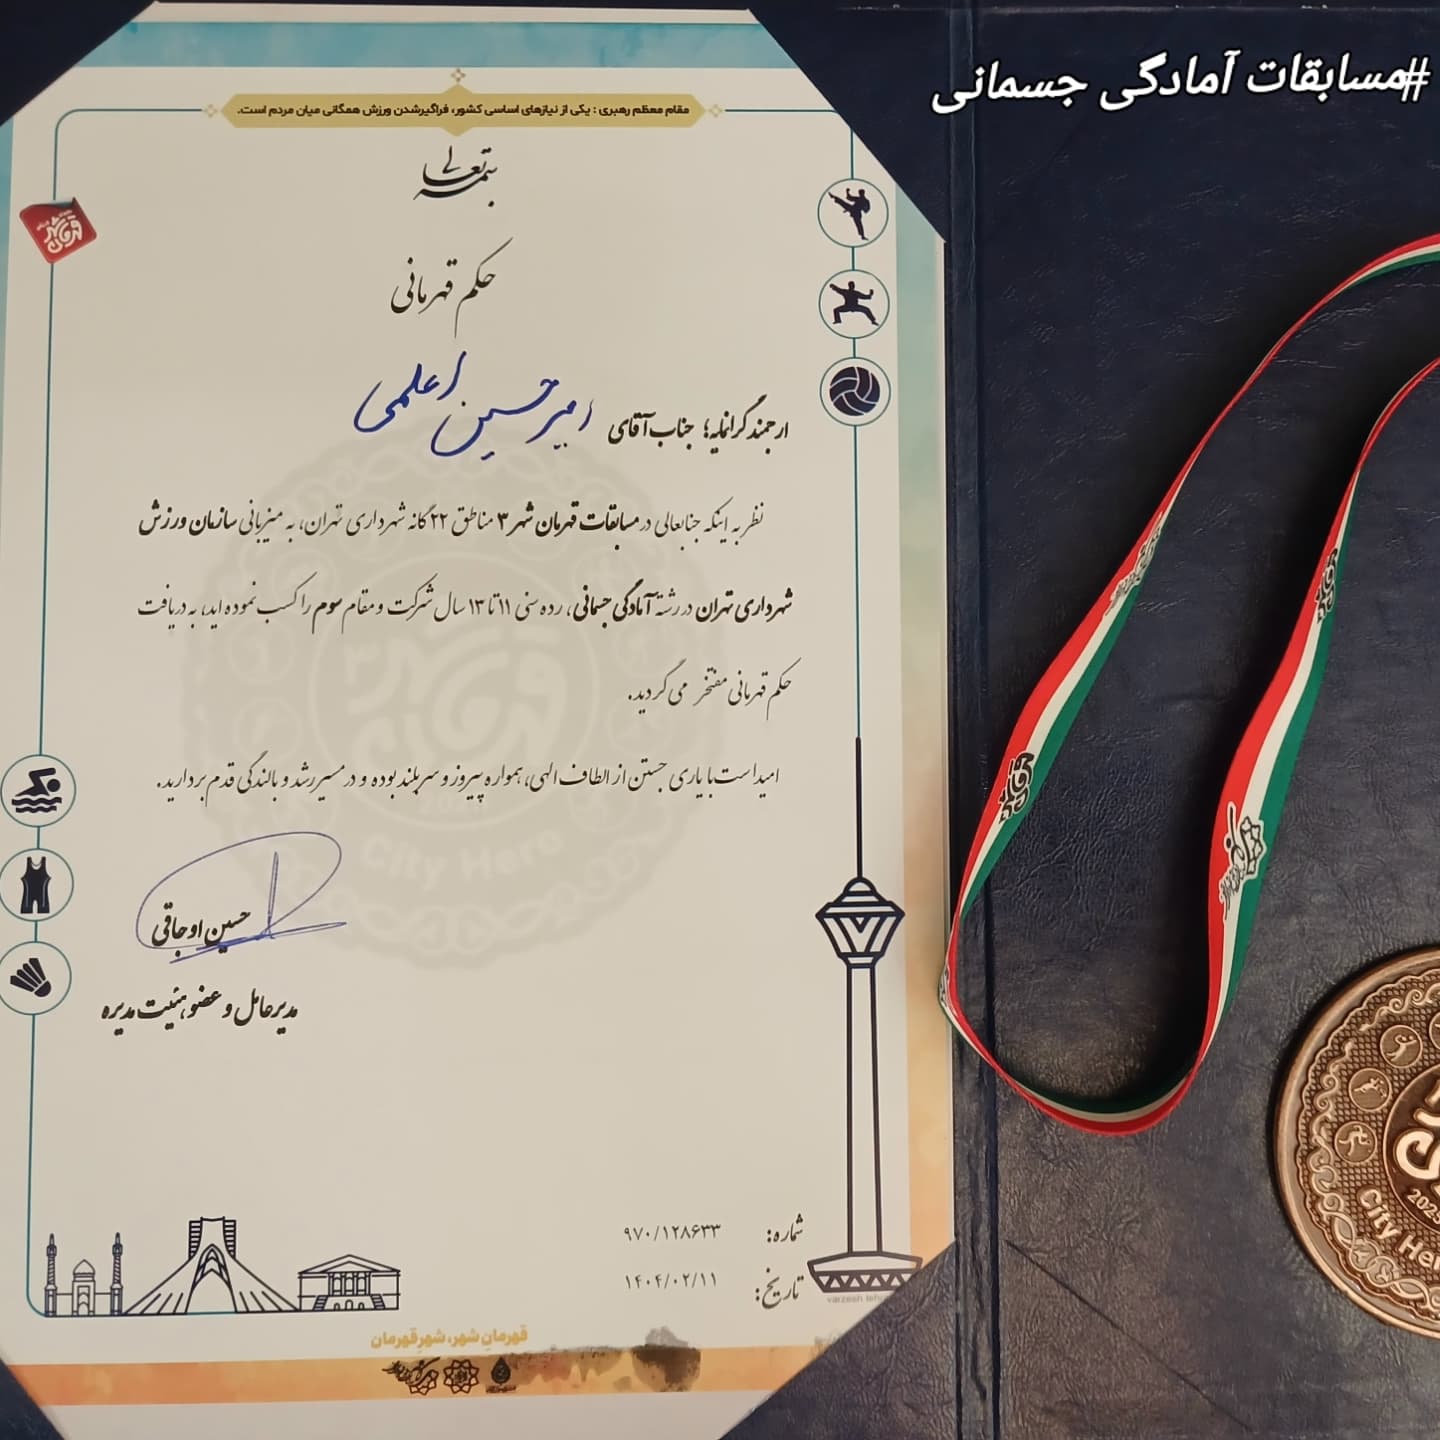 #مسابقات آمادگی جسمانی
مقام معظم رهبری : یکی از نیازهای اساسی کشور، فراگیرشدن ورزش همگانی میان مردم است.
بسمه تعالی
قهرمان شهر
حکم قهرمانی
ارجمند گرانمایه؛ جناب آقای امیرحسین اعلمی
نظر به اینکه جنابعالی در مسابقات قهرمان شهر ۳ مناطق ۲۲ گانه شهرداری تهران، به میزبانی سازمان ورزش
شهرداری تهران در رشته آمادگی جسمانی، رده سنی ۱۱ تا ۱۳ سال شرکت و مقام سوم را کسب نموده اید، به دریافت
حکم قهرمانی مفتخر می گردید.
امید است با یاری جستن از الطاف الهی، همواره پیروز و سربلند بوده و در مسیر رشد و بالندگی قدم بردارید.
City Hero
حسین اوجاقی
مدیرعامل و عضو هیئت مدیره
شماره: ۹۷۰/۱۲۸۶۳۳
تاریخ: ۱۴۰۴/۰۲/۱۱
قهرمانِ شهر، شهرِ قهرمان
2025
City He